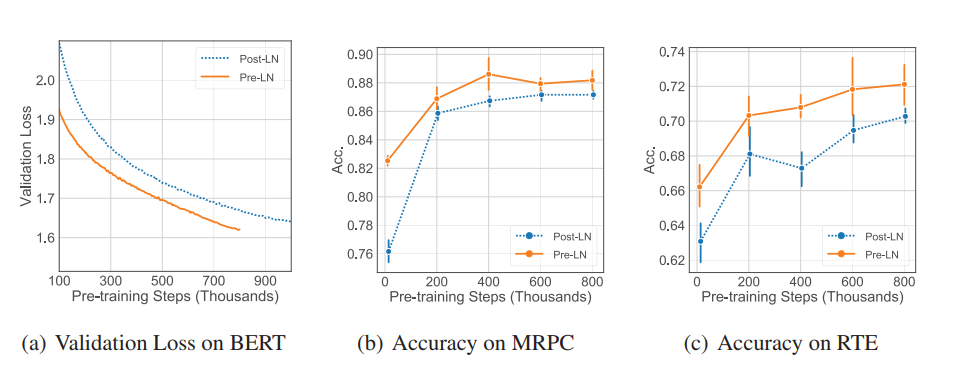 Validation Loss
2.0
1.9
1.8
1.7
1.6
100 300 500 700 900
Pre-training Steps (Thousands)
Post-LN
Pre-LN
(a) Validation Loss on BERT
Acc.
0.90
0.88
0.86
0.84
0.82
0.80
0.78
0.76
0 200 400 600 800
Pre-training Steps (Thousands)
Post-LN
Pre-LN
(b) Accuracy on MRPC
Acc.
0.74
0.72
0.70
0.68
0.66
0.64
0.62
0 200 400 600 800
Pre-training Steps (Thousands)
Post-LN
Pre-LN
(c) Accuracy on RTE